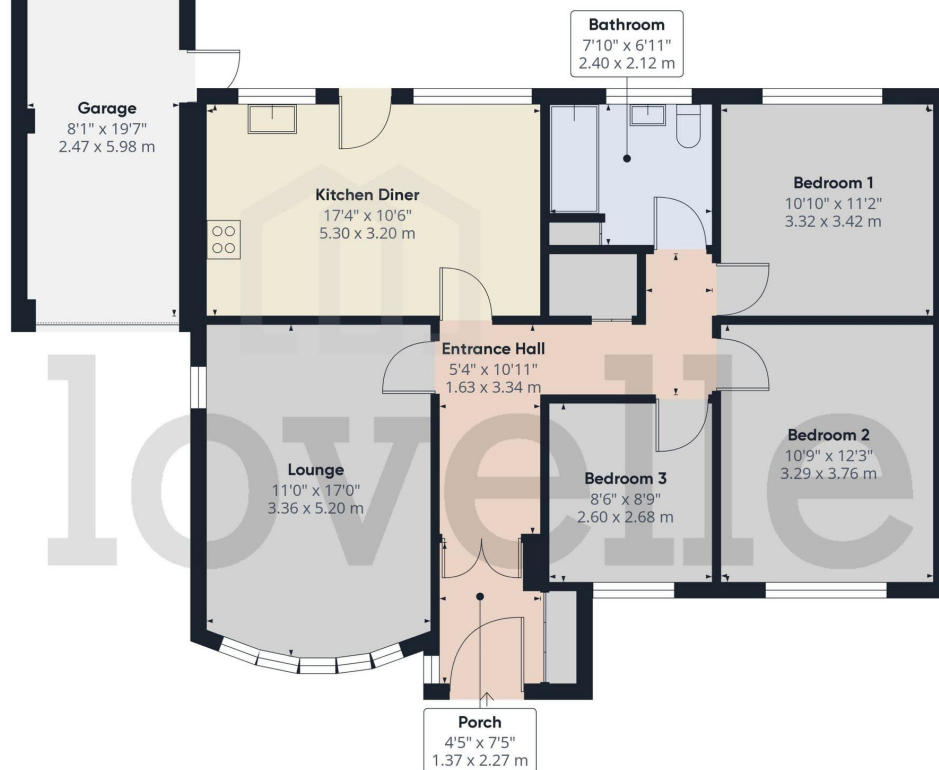 Bathroom
7'10" x 6'11"
2.40 x 2.12 m
Garage
8'1" x 19'7"
2.47 x 5.98 m
Kitchen Diner
17'4" x 10'6"
5.30 x 3.20 m
Bedroom 1
10'10" x 11'2"
3.32 x 3.42 m
Entrance Hall
5'4" x 10'11"
1.63 x 3.34 m
Lounge
11'0" x 17'0"
3.36 x 5.20 m
Bedroom 3
8'6" x 8'9"
2.60 x 2.68 m
Bedroom 2
10'9" x 12'3"
3.29 x 3.76 m
lovelle
Porch
4'5" x 7'5"
1.37 x 2.27 m